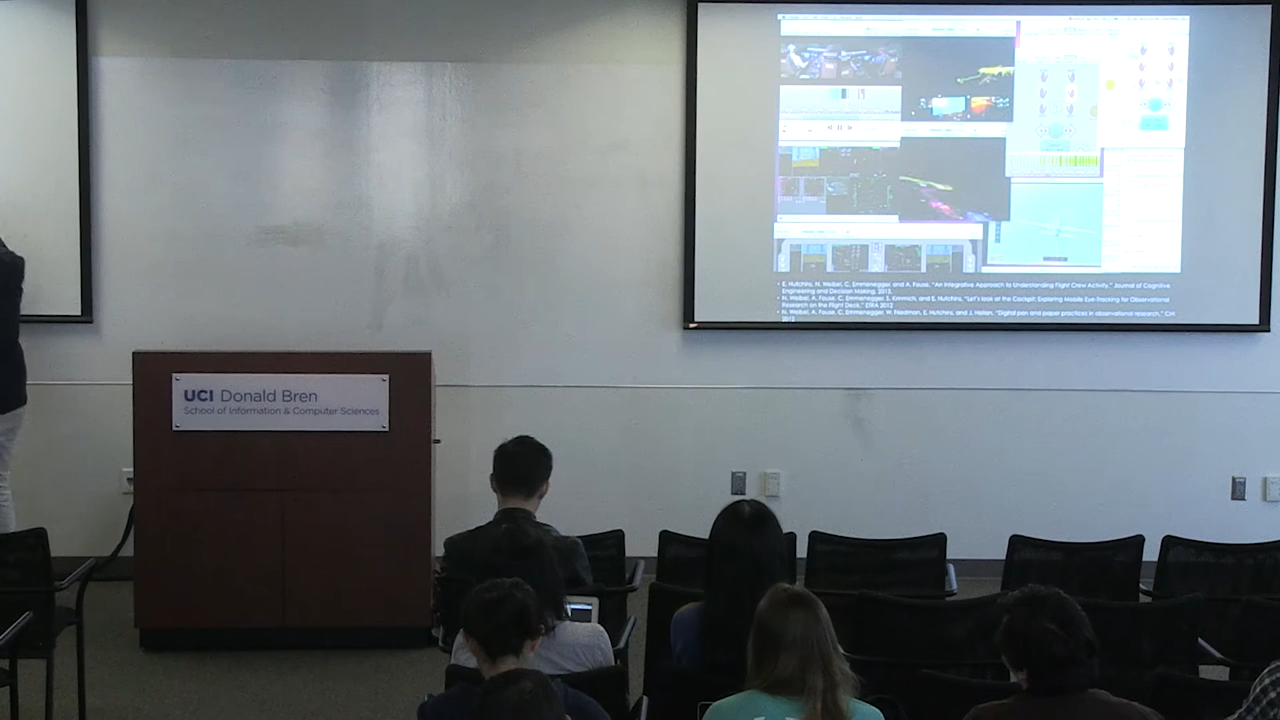 UCI Donald Bren
School of Information & Computer Sciences
E. Hutchins, N. Weibel, C. Emmenegger, and A. Fouse. "An Integrative Approach to Understanding Flight Crew Activity." Journal of Cognitive
Engineering and Decision Making, 2013.
N. Weibel, A. Fouse, C. Emmenegger, S. Kimmich, and E. Hutchins. "Let's look at the Cockpit: Exploring Mobile Eye-Tracking for Observational
Research on the Flight Deck." ETRA 2012
N. Weibel, A. Fouse, C. Emmenegger, W. Friedman, E. Hutchins, and J. Hollan. "Digital pen and paper practices in observational research." CHI
2012